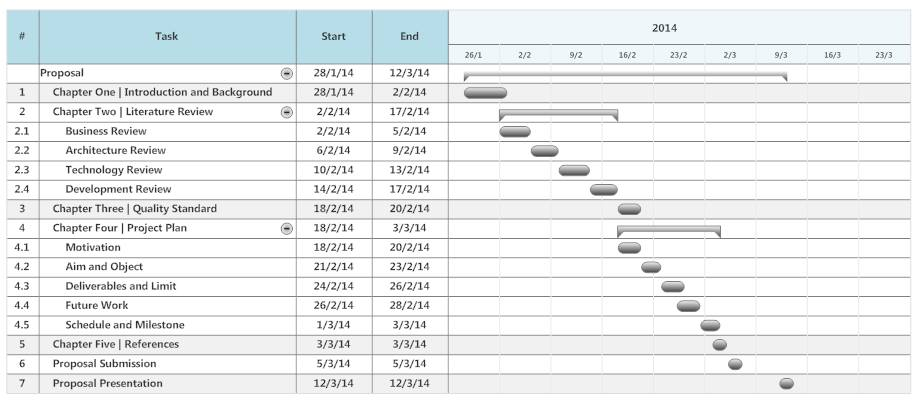 # Task Start End 2014
26/1 2/2 9/2 16/2 23/2 2/3 9/3 16/3 23/3
Proposal 28/1/14 12/3/14
1 Chapter One | Introduction and Background 28/1/14 2/2/14
2 Chapter Two | Literature Review 2/2/14 17/2/14
2.1 Business Review 2/2/14 5/2/14
2.2 Architecture Review 6/2/14 9/2/14
2.3 Technology Review 10/2/14 13/2/14
2.4 Development Review 14/2/14 17/2/14
3 Chapter Three | Quality Standard 18/2/14 20/2/14
4 Chapter Four | Project Plan 18/2/14 3/3/14
4.1 Motivation 18/2/14 20/2/14
4.2 Aim and Object 21/2/14 23/2/14
4.3 Deliverables and Limit 24/2/14 26/2/14
4.4 Future Work 26/2/14 28/2/14
4.5 Schedule and Milestone 1/3/14 3/3/14
5 Chapter Five | References 3/3/14 3/3/14
6 Proposal Submission 5/3/14 5/3/14
7 Proposal Presentation 12/3/14 12/3/14